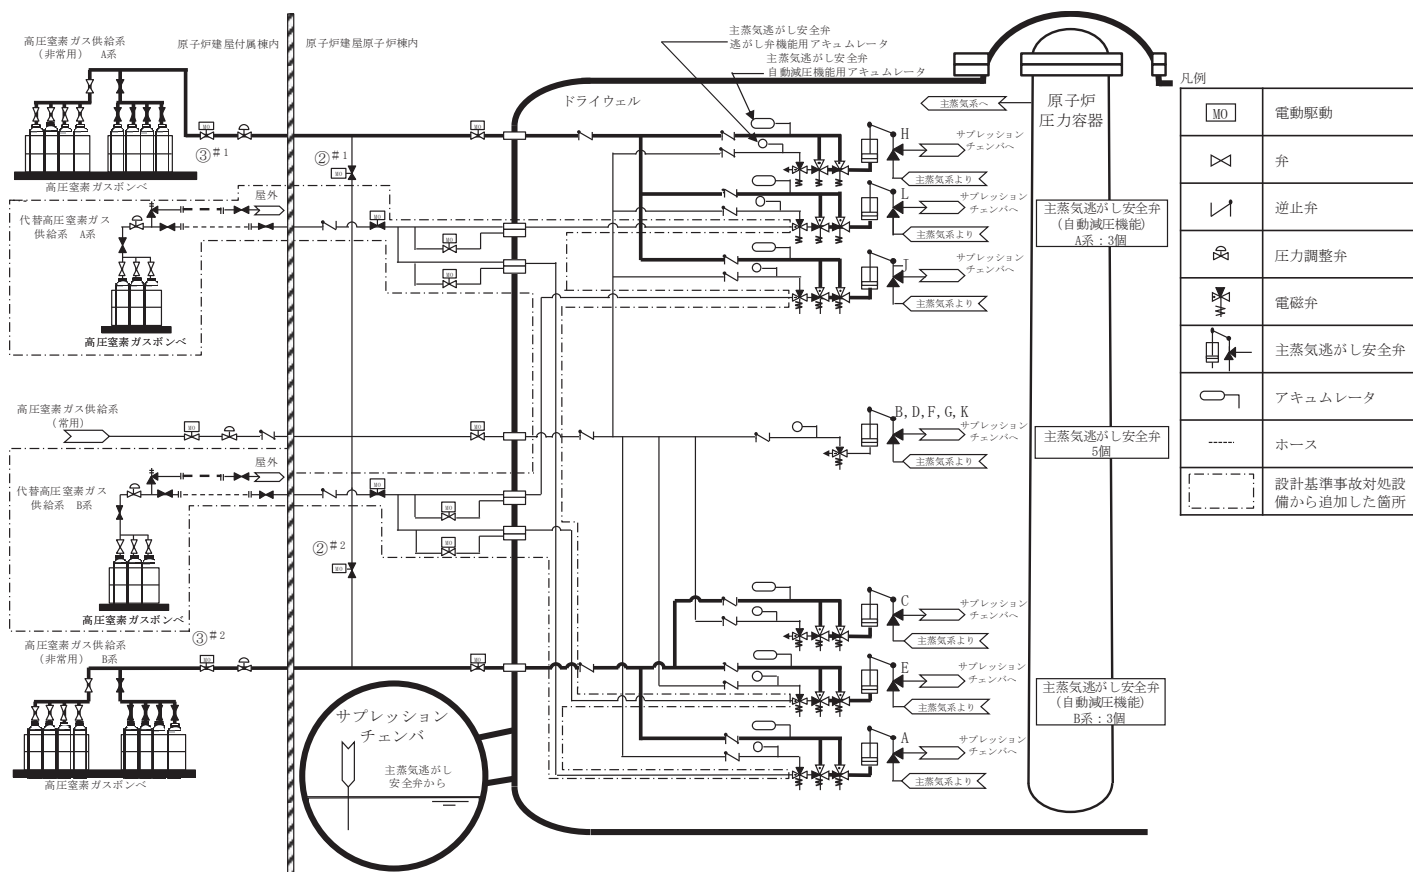 高圧窒素ガス供給系
（非常用）　A系
原子炉建屋付属棟内
原子炉建屋原子炉棟内
主蒸気逃がし安全弁
逃がし弁機能用アキュムレータ
主蒸気逃がし安全弁
自動減圧機能用アキュムレータ
ドライウェル
主蒸気系へ
原子炉
圧力容器
凡例
MO
電動駆動
弁
逆止弁
圧力調整弁
電磁弁
主蒸気逃がし安全弁
アキュムレータ
ホース
設計基準事故対処設
備から追加した箇所
MO
③#1
②#1
MO
MO
高圧窒素ガスボンベ
H
サプレッション
チェンバへ
主蒸気系より
代替高圧窒素ガス
供給系　A系
屋外
MO
MO
MO
高圧窒素ガスボンベ
L
サプレッション
チェンバへ
主蒸気系より
J
サプレッション
チェンバへ
主蒸気系より
主蒸気逃がし安全弁
(自動減圧機能)
A系：3個
高圧窒素ガス供給系
（常用）
MO
MO
B, D, F, G, K
サプレッション
チェンバへ
主蒸気系より
主蒸気逃がし安全弁
5個
代替高圧窒素ガス
供給系　B系
屋外
MO
MO
MO
②#2
MO
高圧窒素ガスボンベ
C
サプレッション
チェンバへ
主蒸気系より
高圧窒素ガス供給系
（非常用）　B系
③#2
MO
MO
高圧窒素ガスボンベ
E
サプレッション
チェンバへ
主蒸気系より
A
サプレッション
チェンバへ
主蒸気系より
主蒸気逃がし安全弁
(自動減圧機能)
B系：3個
サプレッション
チェンバ
主蒸気逃がし
安全弁から